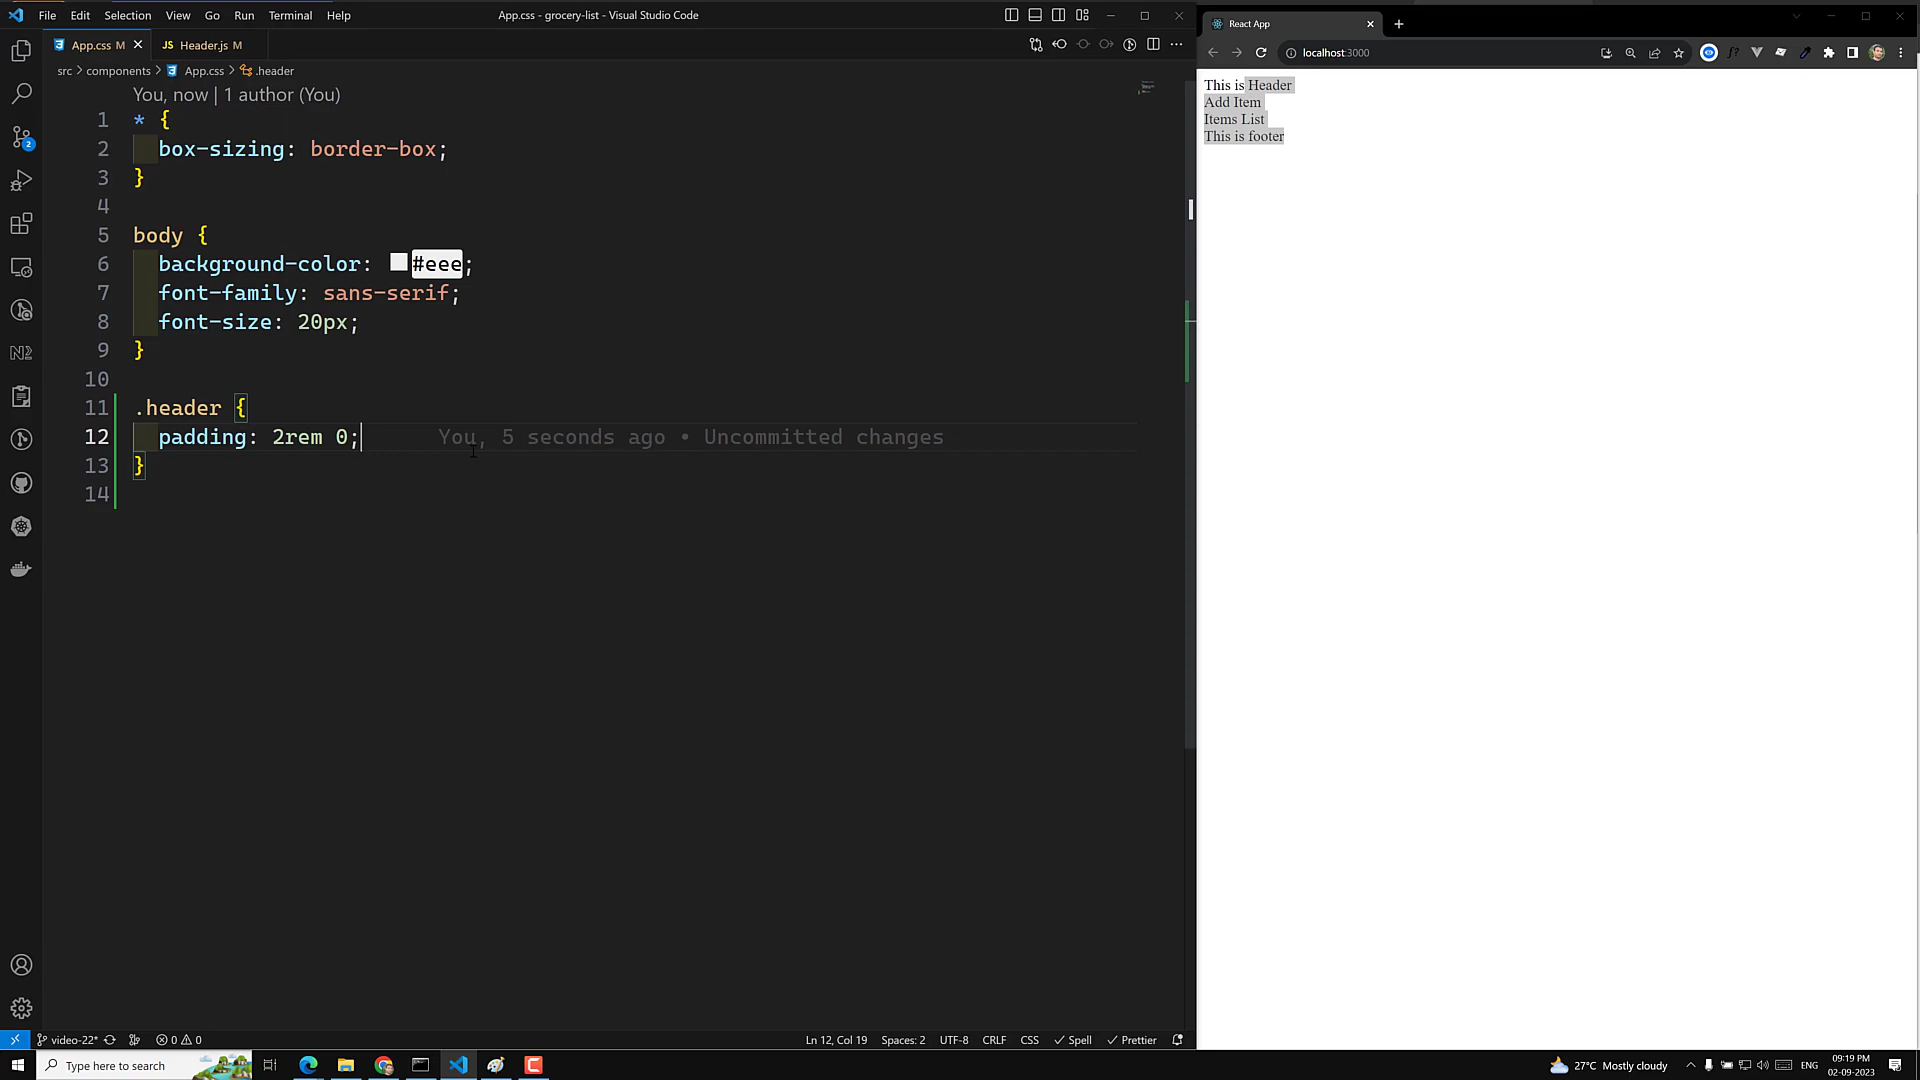 File Edit Selection View Go Run Terminal Help
App.css - grocery-list - Visual Studio Code
App.css M
JS Header.js M
src > components > App.css > .header
You, now | 1 author (You)
1 * {
2 box-sizing: border-box;
3 }
4
5 body {
6 background-color: #eee;
7 font-family: sans-serif;
8 font-size: 20px;
9 }
10
11 .header {
12 padding: 2rem 0; You, 5 seconds ago • Uncommitted changes
13 }
14
video-22* 0 0
Ln 12, Col 19 Spaces: 2 UTF-8 CRLF CSS Spell Prettier
React App
localhost:3000
This is Header
Add Item
Items List
This is footer
Type here to search
27°C Mostly cloudy
ENG
09:19 PM
02-09-2023